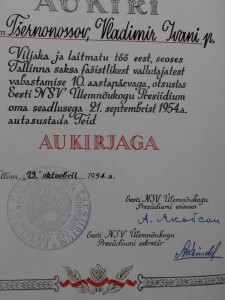 AUKIRI
Tšernonossov, Vladimir Ivani p.
Viljaka ja laitmatu töö eest, seoses
Tallinna saksa fašistlikest vallutajatest
vabastamise 10. aastapäevaga, otsustas
Eesti NSV Ülemnõukogu Presiidium
oma seadlusega 21. septembrist 1954.a.
autasustada Teid
AUKIRJAGA
Tallinn, 23. oktoobril 1954.a.
Eesti NSV Ülemnõukogu
Presiidiumi esimees
Eesti NSV Ülemnõukogu
Presiidiumi sekretär